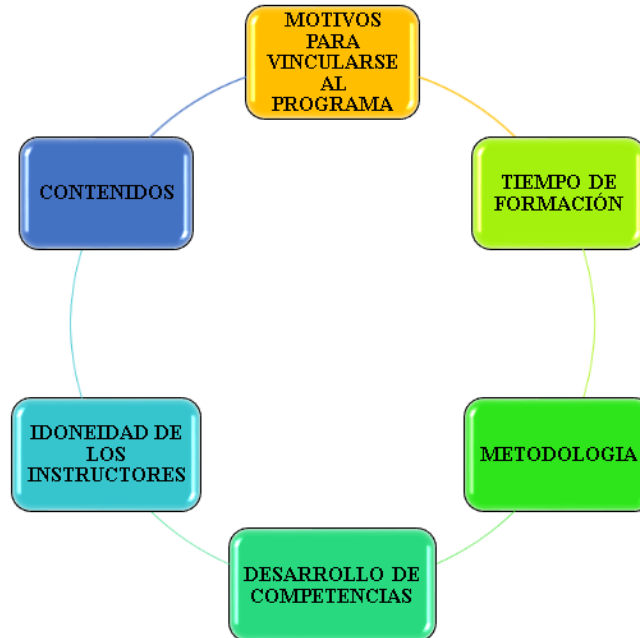 MOTIVOS
PARA
VINCULARSE
AL
PROGRAMA
TIEMPO DE
FORMACIÓN
METODOLOGIA
DESARROLLO DE
COMPETENCIAS
IDONEIDAD DE
LOS
INSTRUCTORES
CONTENIDOS